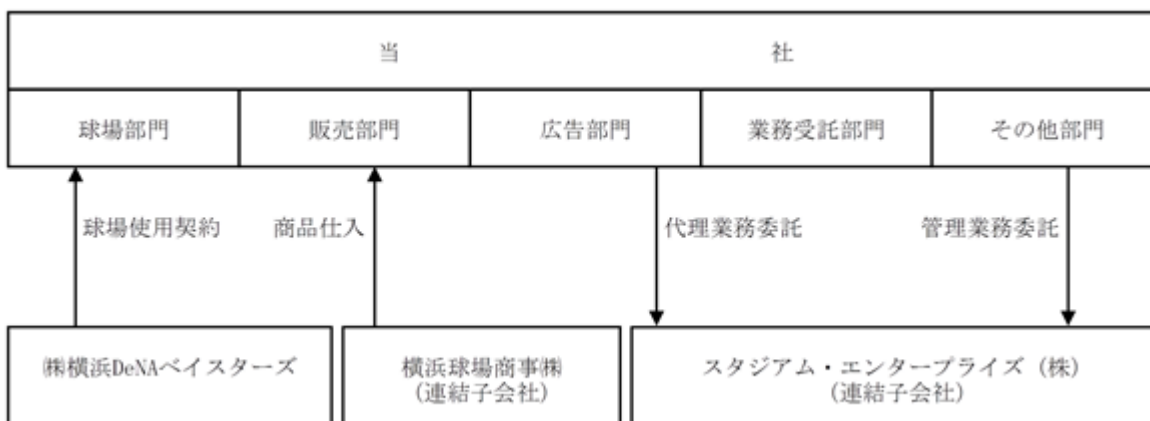 当社
球場部門
販売部門
広告部門
業務受託部門
その他部門
球場使用契約
商品仕入
代理業務委託
管理業務委託
㈱横浜DeNAベイスターズ
横浜球場商事㈱
(連結子会社)
スタジアム・エンタープライズ（株）
(連結子会社)